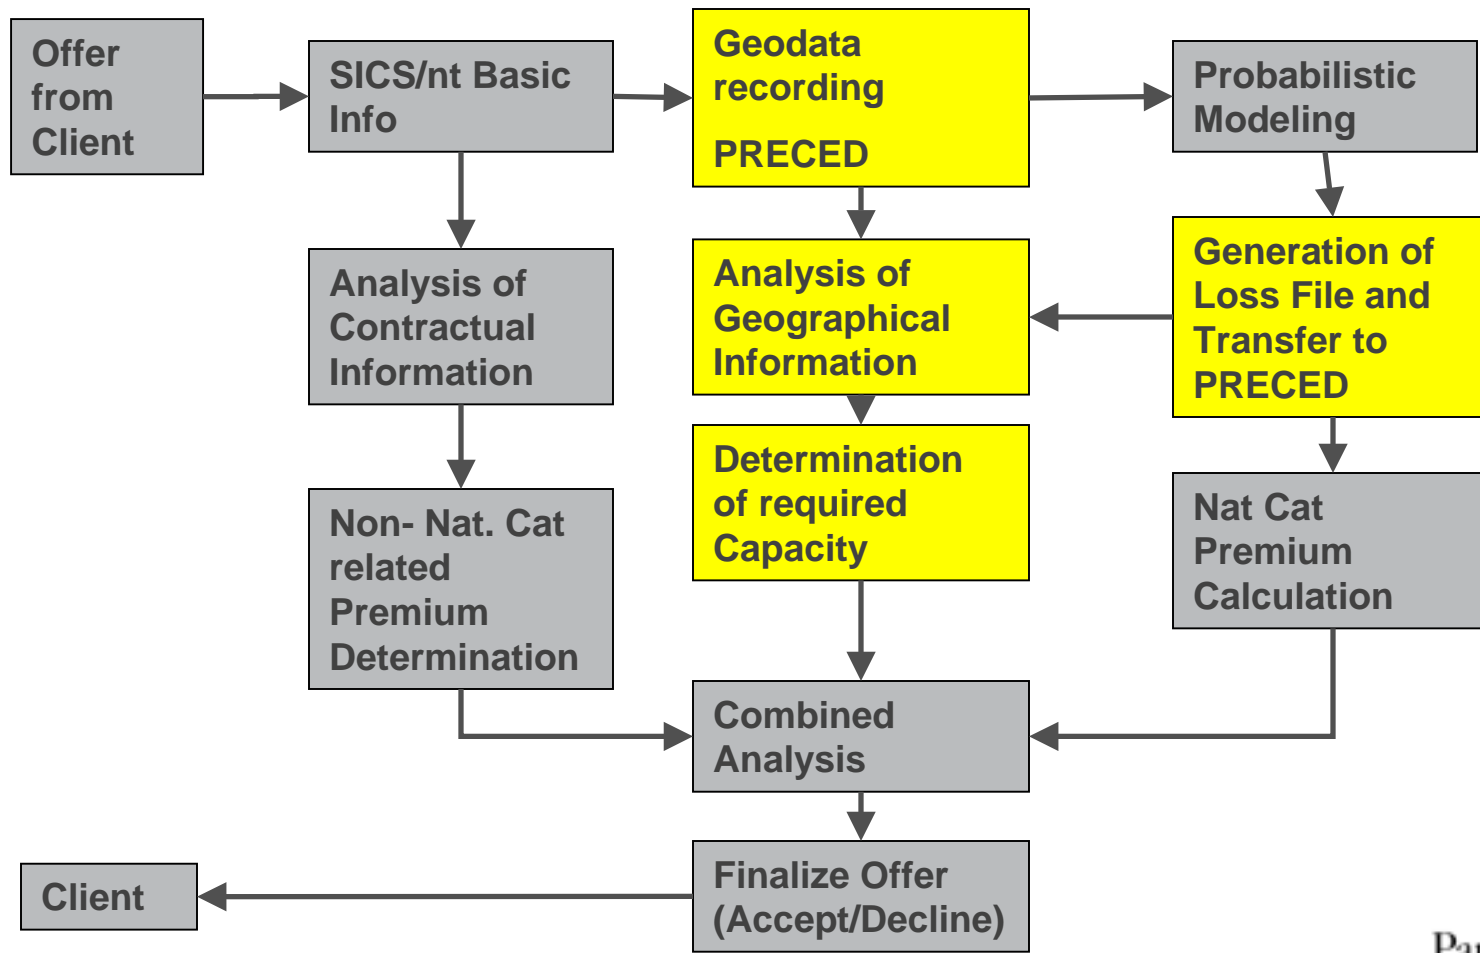 Offer
from
Client
SICS/nt Basic
Info
Geodata
recording
PRECED
Probabilistic
Modeling
Analysis of
Contractual
Information
Analysis of
Geographical
Information
Generation of
Loss File and
Transfer to
PRECED
Non- Nat. Cat
related
Premium
Determination
Determination
of required
Capacity
Nat Cat
Premium
Calculation
Combined
Analysis
Client
Finalize Offer
(Accept/Decline)